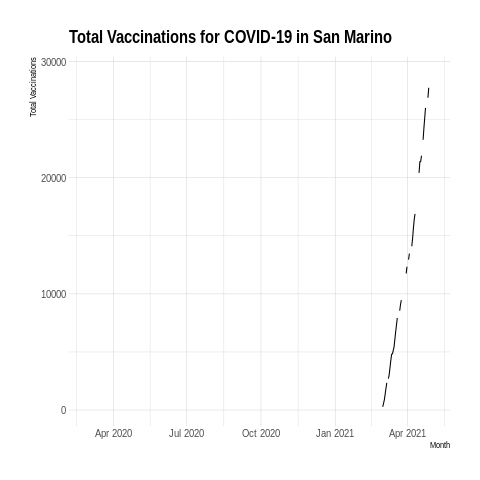 Total Vaccinations for COVID-19 in San Marino
Total Vaccinations
30000
20000
10000
0
Apr 2020 Jul 2020 Oct 2020 Jan 2021 Apr 2021
Month